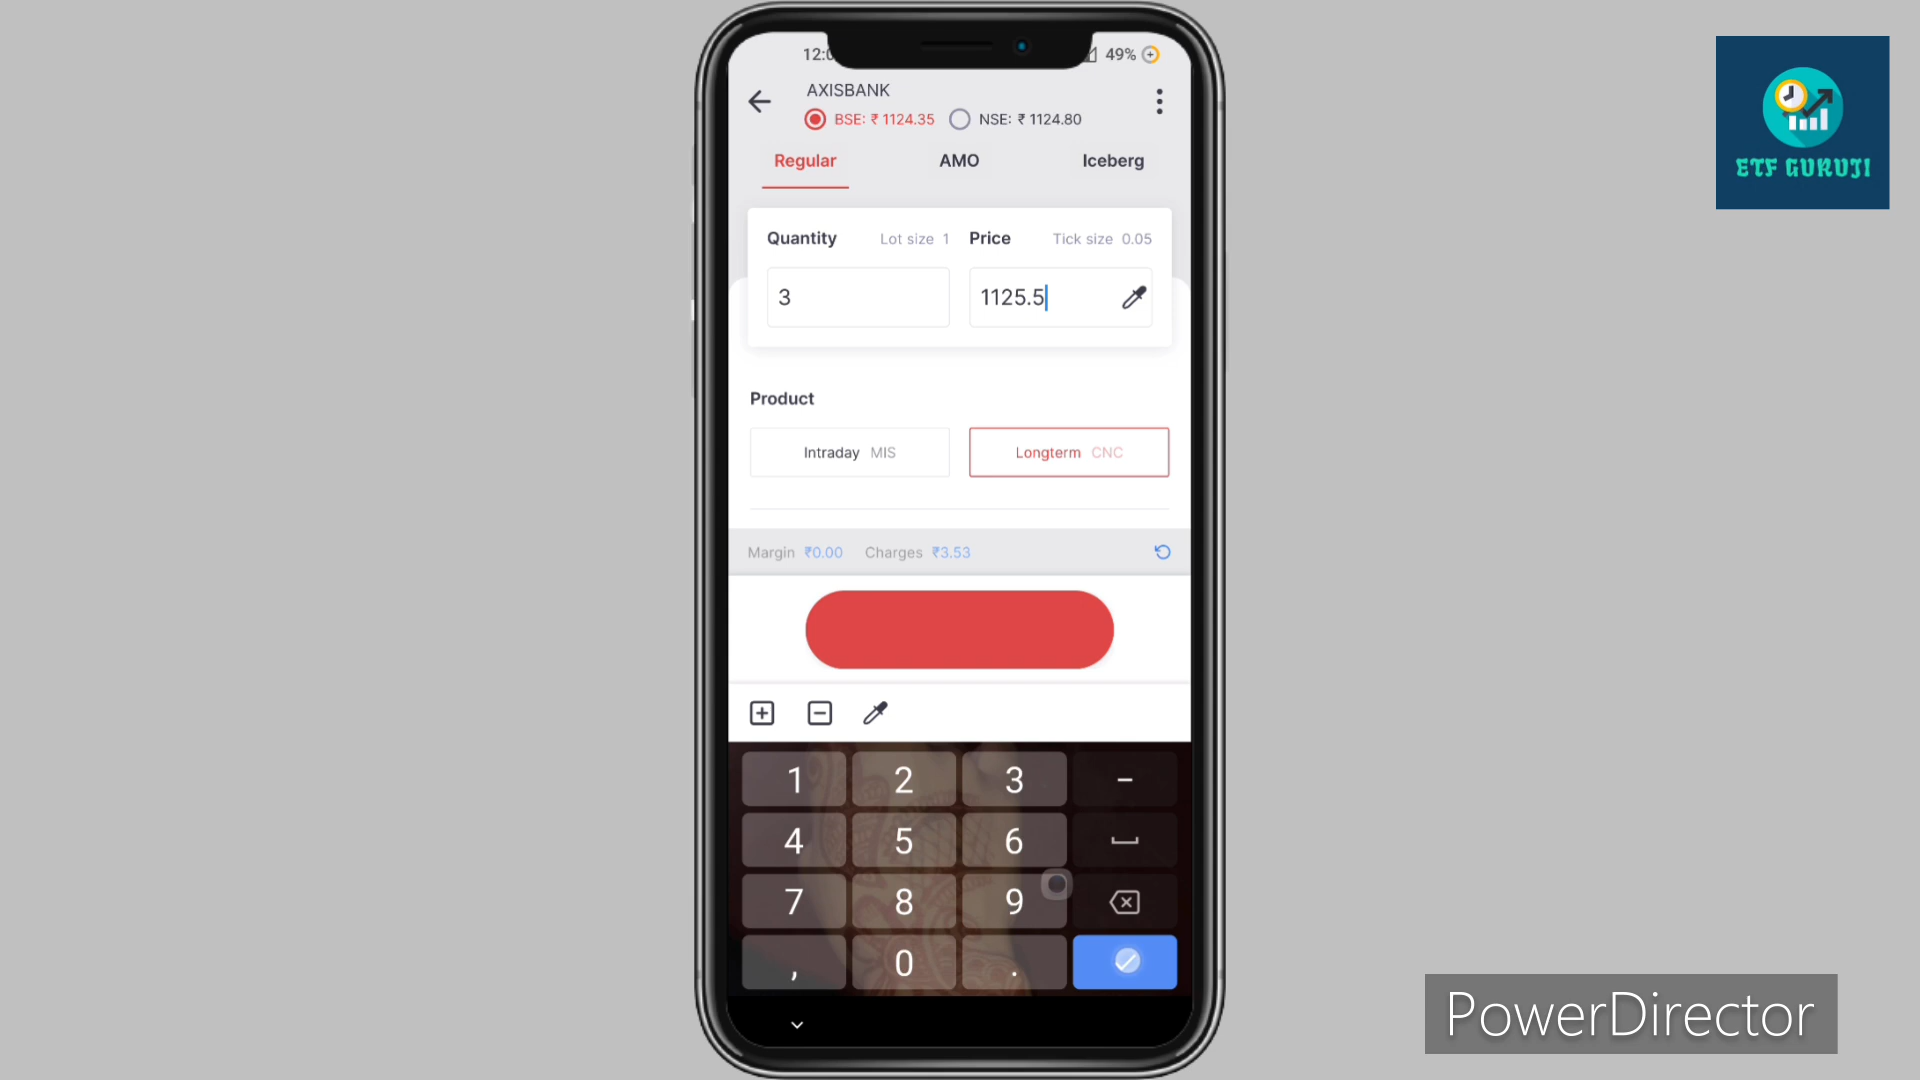 12:0
49%
AXISBANK
BSE: ₹ 1124.35 NSE: ₹ 1124.80
Regular AMO Iceberg
Quantity Lot size 1 Price Tick size 0.05
3 1125.5
Product
Intraday MIS Longterm CNC
Margin ₹0.00 Charges ₹3.53
1 2 3 -
4 5 6
7 8 9
, 0 .
ETF GURUJI
PowerDirector